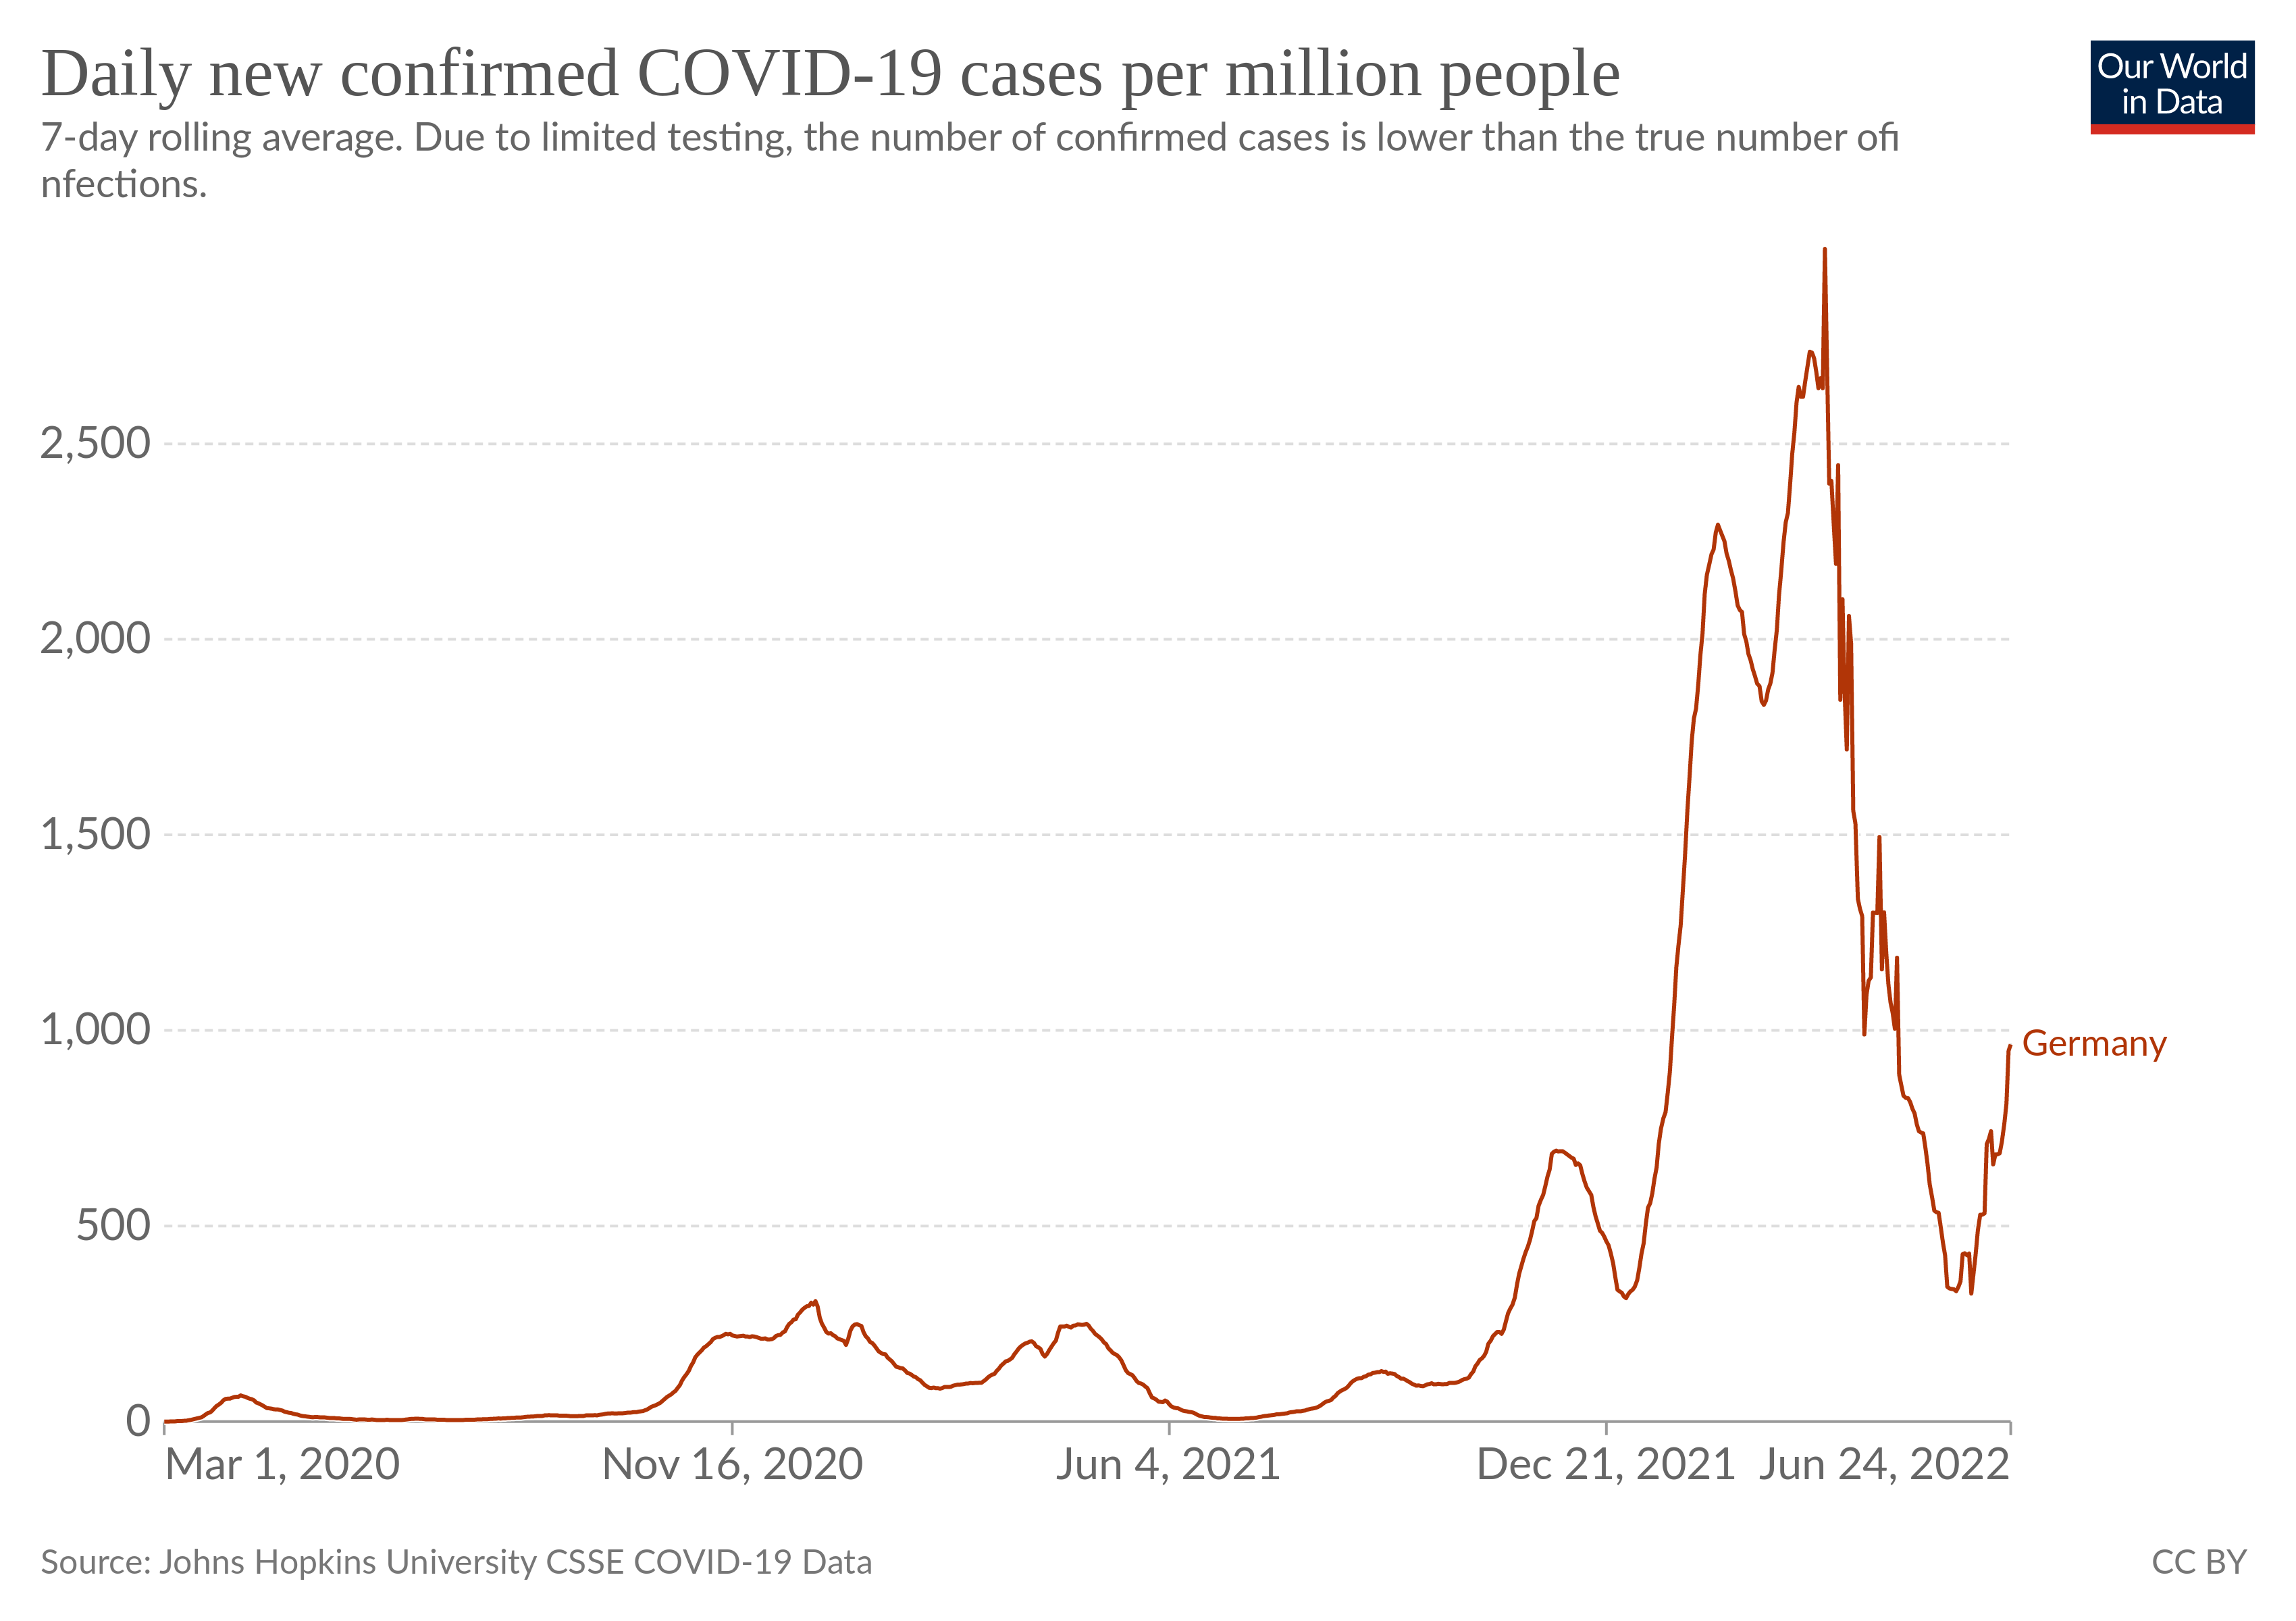 Daily new confirmed COVID-19 cases per million people
Our World
in Data
7-day rolling average. Due to limited testing, the number of confirmed cases is lower than the true number ofi
nfections.
2,500
2,000
1,500
1,000
Germany
500
0
Mar 1, 2020
Nov 16, 2020
Jun 4, 2021
Dec 21, 2021
Jun 24, 2022
Source: Johns Hopkins University CSSE COVID-19 Data
CC BY